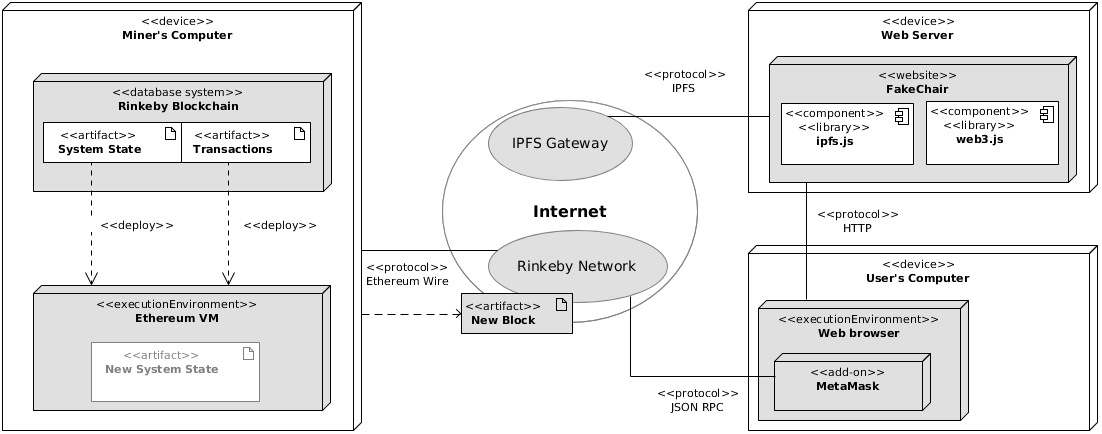 <<device>>
Miner's Computer
<<database system>>
Rinkeby Blockchain
<<artifact>>
System State
<<artifact>>
Transactions
<<deploy>>
<<deploy>>
<<executionEnvironment>>
Ethereum VM
<<artifact>>
New System State
<<protocol>>
IPFS
IPFS Gateway
Internet
Rinkeby Network
<<protocol>>
Ethereum Wire
<<artifact>>
New Block
<<protocol>>
JSON RPC
<<device>>
Web Server
<<website>>
FakeChair
<<component>>
<<library>>
ipfs.js
<<component>>
<<library>>
web3.js
<<protocol>>
HTTP
<<device>>
User's Computer
<<executionEnvironment>>
Web browser
<<add-on>>
MetaMask